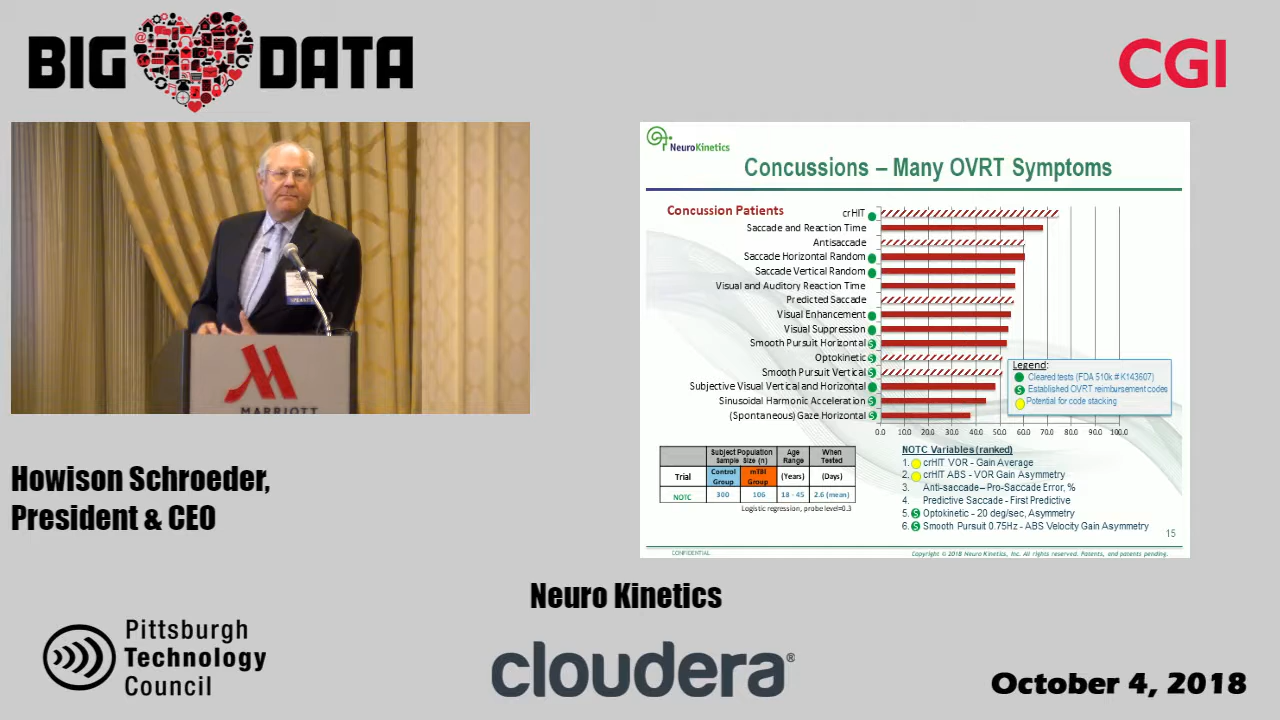 BIG DATA
CGI
NeuroKinetics
Concussions – Many OVRT Symptoms
Concussion Patients
crHIT
Saccade and Reaction Time
Antisaccade
Saccade Horizontal Random
Saccade Vertical Random
Visual and Auditory Reaction Time
Predicted Saccade
Visual Enhancement
Visual Suppression
Smooth Pursuit Horizontal
Optokinetic
Smooth Pursuit Vertical
Subjective Visual Vertical and Horizontal
Sinusoidal Harmonic Acceleration
(Spontaneous) Gaze Horizontal
0.0 10.0 20.0 30.0 40.0 50.0 60.0 70.0 80.0 90.0 100.0
Legend:
Cleared tests (FDA 510k # K143607)
$ Established OVRT reimbursement codes
Potential for code stacking
Subject Population Sample Size (n) Age Range When Tested
Trial Control Group mTBI Group (Years) (Days)
NOTC 300 106 18 - 45 2.6 (mean)
Logistic regression, probe level=0.3
NOTC Variables (ranked)
1. crHIT VOR - Gain Average
2. crHIT ABS - VOR Gain Asymmetry
3. Anti-saccade – Pro-Saccade Error, %
4. Predictive Saccade - First Predictive
5. $ Optokinetic - 20 deg/sec, Asymmetry
6. $ Smooth Pursuit 0.75Hz - ABS Velocity Gain Asymmetry
15
CONFIDENTIAL
Copyright © 2018 Neuro Kinetics, Inc. All rights reserved. Patents, and patents pending.
MARRIOTT
Howison Schroeder,
President & CEO
Neuro Kinetics
Pittsburgh
Technology
Council
cloudera®
October 4, 2018